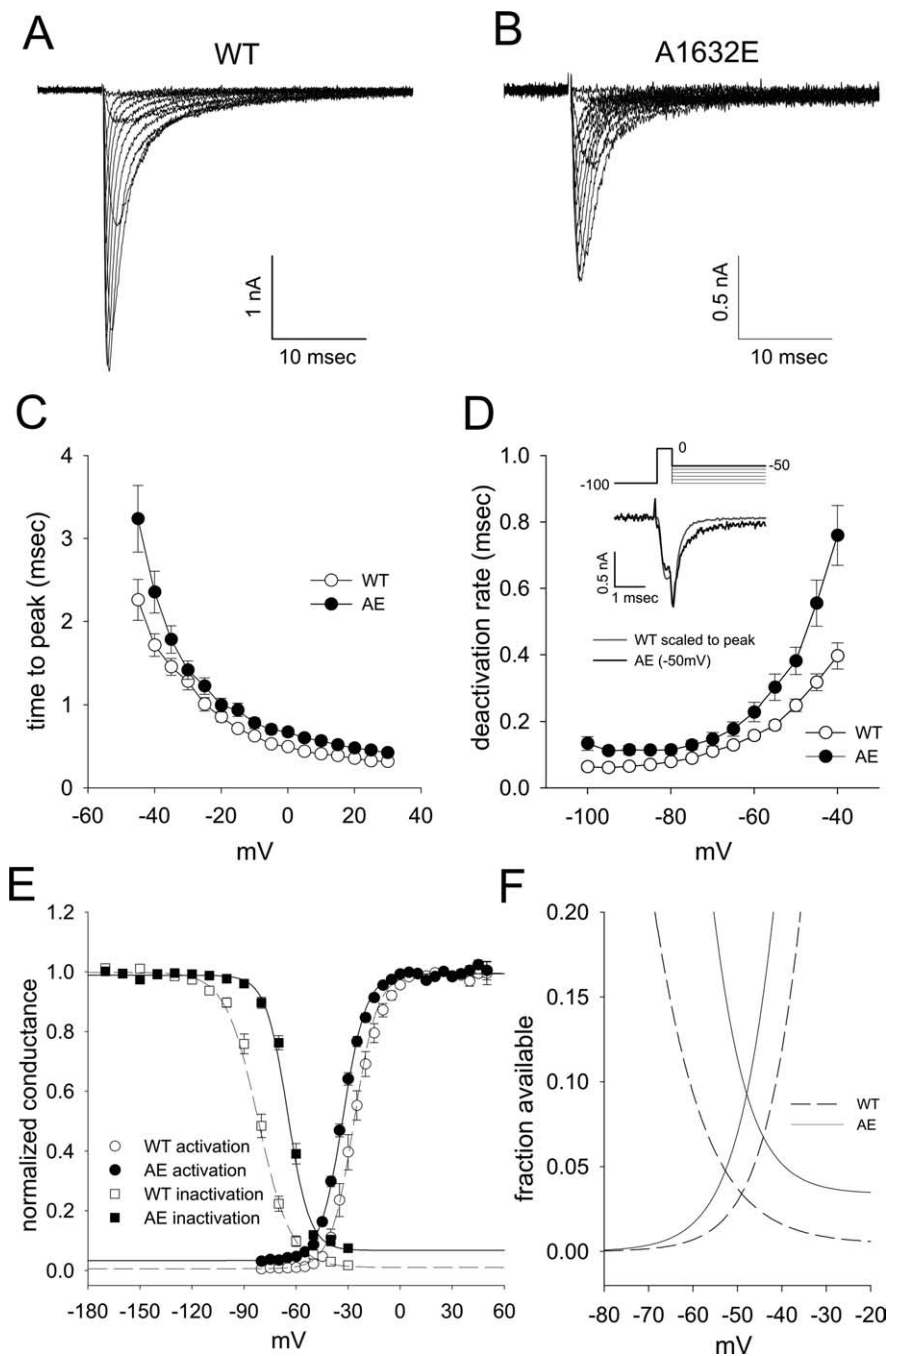 A
WT
1 nA
10 msec
B
A1632E
0.5 nA
10 msec
C
time to peak (msec)
4
3
2
1
0
-60 -40 -20 0 20 40
mV
WT
AE
D
deactivation rate (msec)
1.0
0.8
0.6
0.4
0.2
0.0
-100 -80 -60 -40
mV
0
-50
-100
0.5 nA
1 msec
WT scaled to peak
AE (-50mV)
WT
AE
E
normalized conductance
1.2
1.0
0.8
0.6
0.4
0.2
0.0
-180 -150 -120 -90 -60 -30 0 30 60
mV
WT activation
AE activation
WT inactivation
AE inactivation
F
fraction available
0.20
0.15
0.10
0.05
0.00
-80 -70 -60 -50 -40 -30 -20
mV
WT
AE